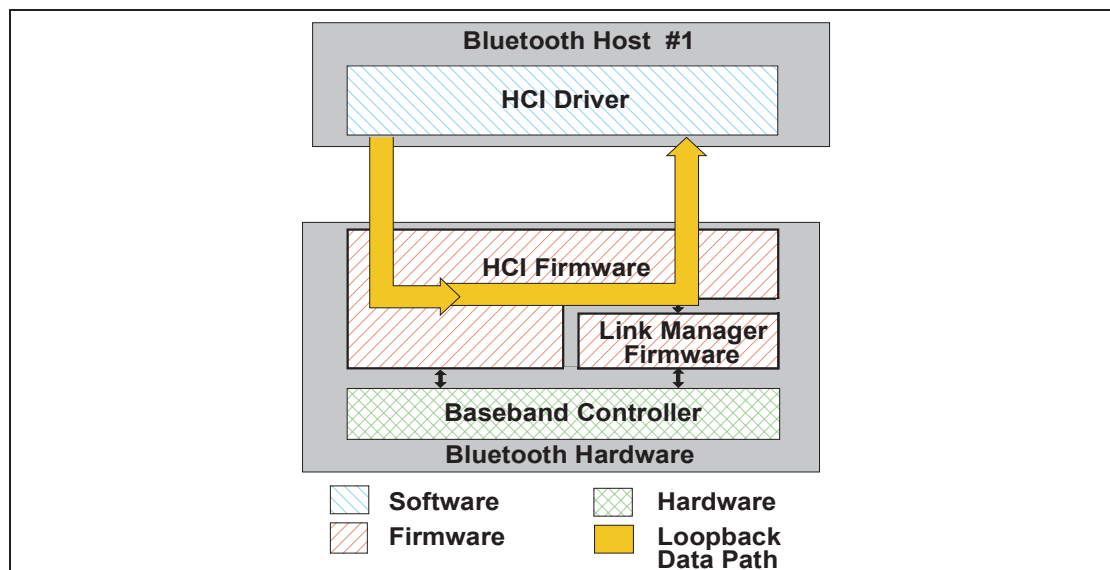 Bluetooth Host #1
HCI Driver
HCI Firmware
Link Manager
Firmware
Baseband Controller
Bluetooth Hardware
Software
Hardware
Firmware
Loopback
Data Path